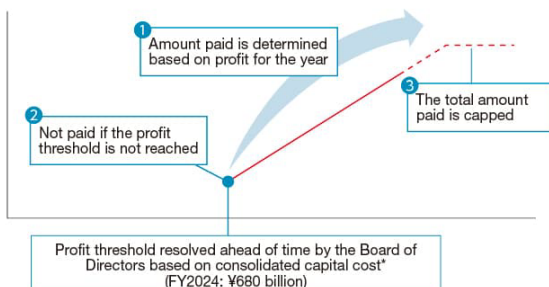 1
Amount paid is determined
based on profit for the year
2
Not paid if the profit
threshold is not reached
3
The total amount
paid is capped
Profit threshold resolved ahead of time by the Board of
Directors based on consolidated capital cost*
(FY2024: ¥680 billion)